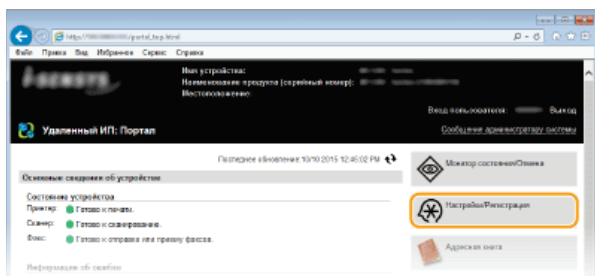 /portal_top.html
Файл Правка Вид Избранное Сервис Справка
Имя устройства:
Наименование продукта (серийный номер):
Местоположение:
Вход пользователя: Выход
Удаленный ИП: Портал
Сообщение администратору системы
Последнее обновление: 10/10 2015 12:45:02 PM
Монитор состояния/Отмена
Основные сведения об устройстве
Состояние устройства
Принтер: Готово к печати.
Сканер: Готово к сканированию.
Факс: Готово к отправке или приему факсов.
Настройки/Регистрация
Адресная книга
Информация об ошибке